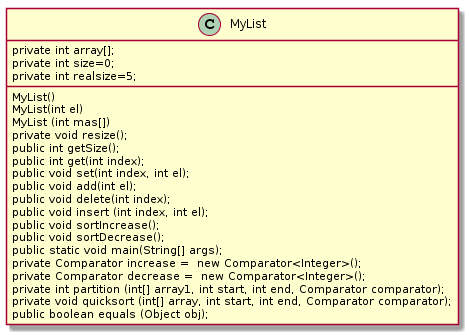 C MyList
private int array[];
private int size=0;
private int realsize=5;
MyList()
MyList(int el)
MyList (int mas[])
private void resize();
public int getSize();
public int get(int index);
public void set(int index, int el);
public void add(int el);
public void delete(int index);
public void insert (int index, int el);
public void sortIncrease();
public void sortDecrease();
public static void main(String[] args);
private Comparator increase =  new Comparator<Integer>();
private Comparator decrease =  new Comparator<Integer>();
private int partition (int[] array1, int start, int end, Comparator comparator);
private void quicksort (int[] array, int start, int end, Comparator comparator);
public boolean equals (Object obj);